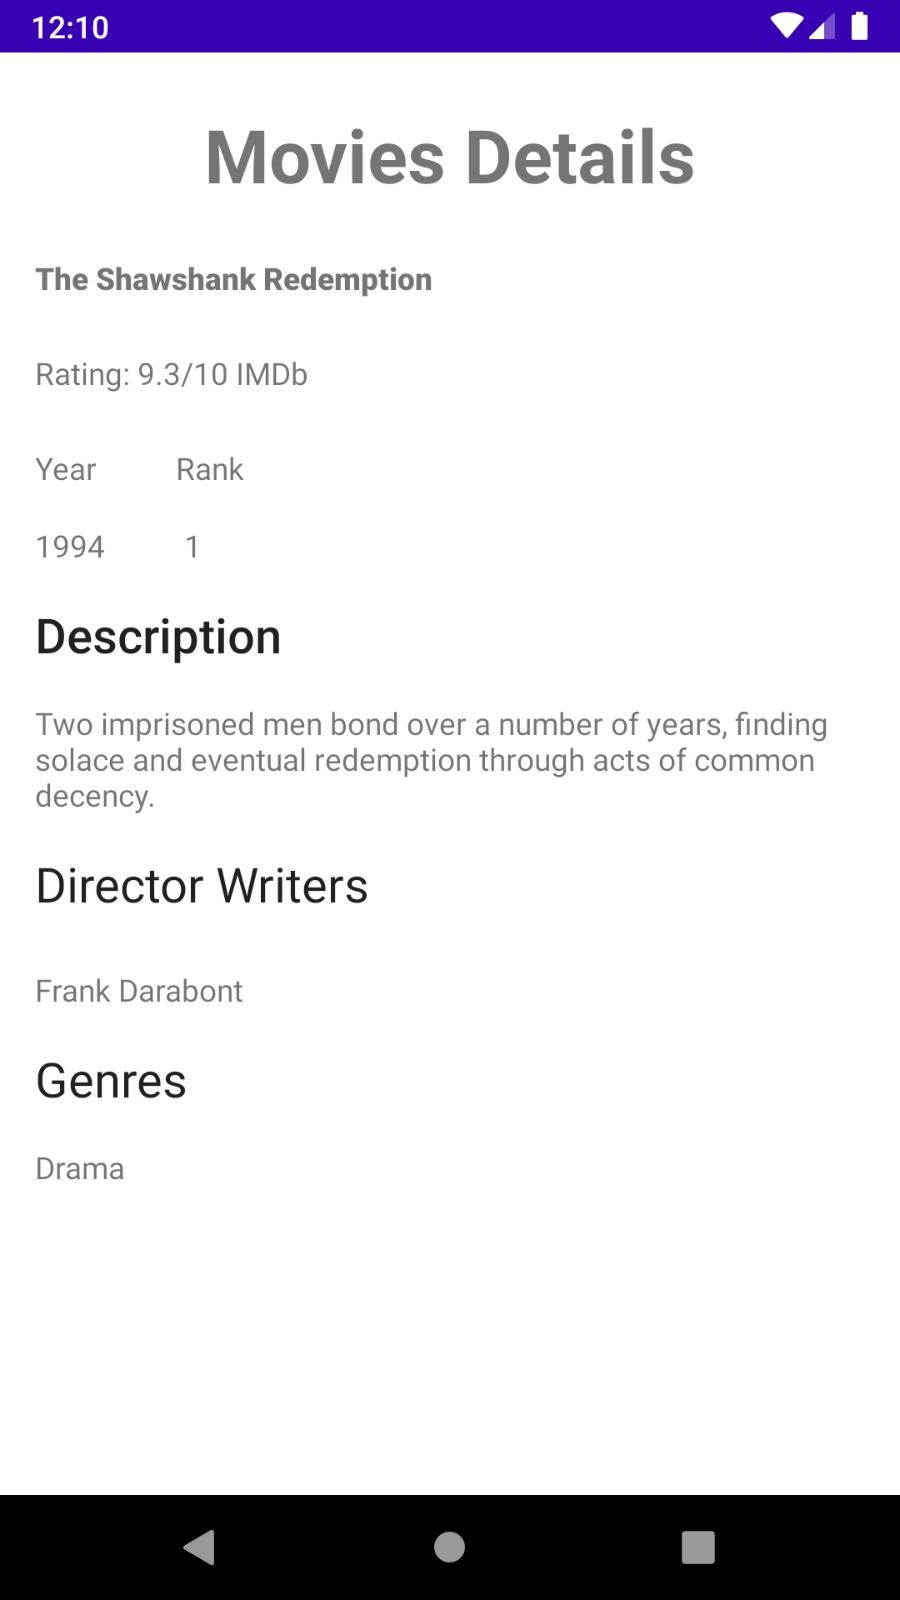 12:10
Movies Details
The Shawshank Redemption
Rating: 9.3/10 IMDb
Year Rank
1994 1
Description
Two imprisoned men bond over a number of years, finding
solace and eventual redemption through acts of common
decency.
Director Writers
Frank Darabont
Genres
Drama